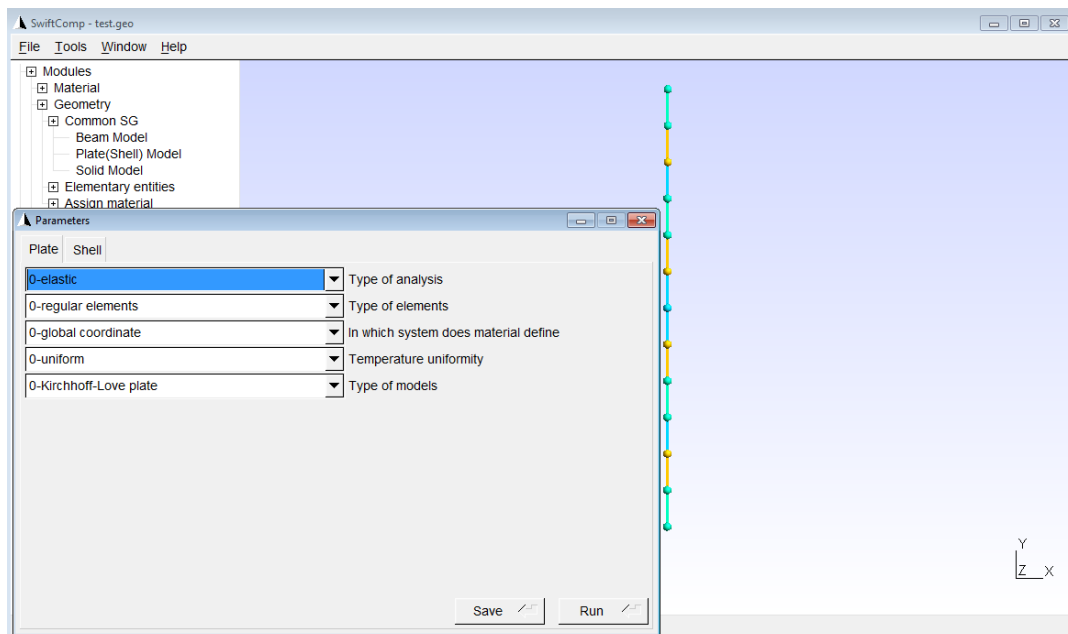 SwiftComp - test.geo
File Tools Window Help
Modules
Material
Geometry
Common SG
Beam Model
Plate(Shell) Model
Solid Model
Elementary entities
Assign material
Parameters
Plate Shell
0-elastic Type of analysis
0-regular elements Type of elements
0-global coordinate In which system does material define
0-uniform Temperature uniformity
0-Kirchhoff-Love plate Type of models
Save Run
Y
Z X